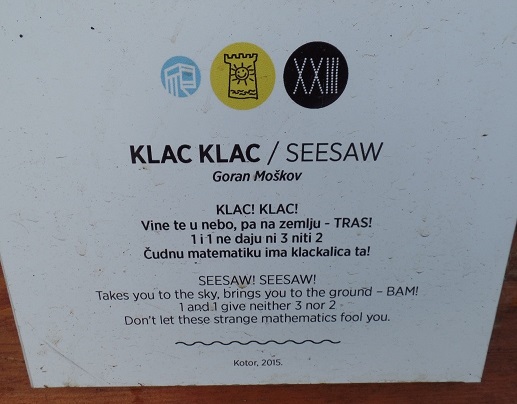 XXIII
KLAC KLAC / SEESAW
Goran Moškov
KLAC! KLAC!
Vine te u nebo, pa na zemlju - TRAS!
1 i 1 ne daju ni 3 niti 2
Čudnu matematiku ima klackalica ta!
SEESAW! SEESAW!
Takes you to the sky, brings you to the ground – BAM!
1 and 1 give neither 3 nor 2
Don't let these strange mathematics fool you.
Kotor, 2015.